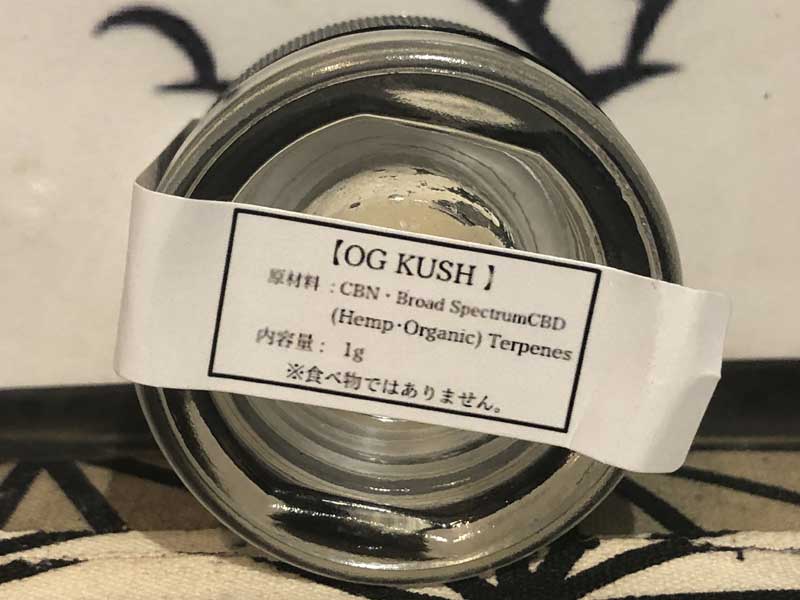 【OG KUSH】
原材料：CBN・Broad SpectrumCBD
(Hemp・Organic) Terpenes
内容量： 1g
※食べ物ではありません。